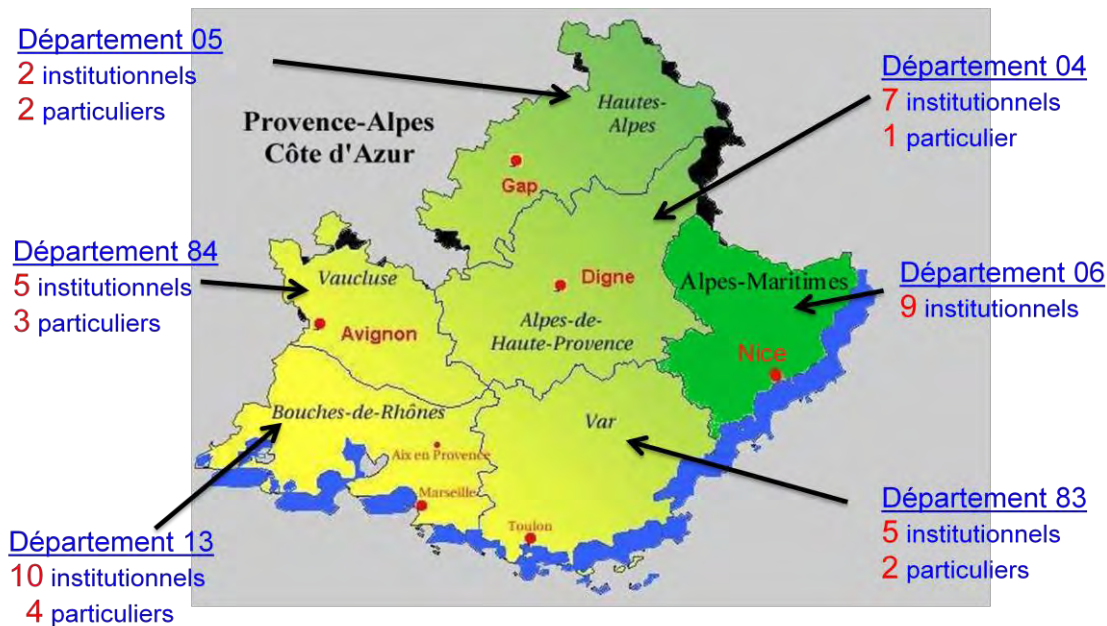 Département 05
2 institutionnels
2 particuliers
Département 04
7 institutionnels
1 particulier
Provence-Alpes
Côte d'Azur
Hautes-
Alpes
Gap
Département 84
5 institutionnels
3 particuliers
Vaucluse
Avignon
Digne
Alpes-de-
Haute-Provence
Alpes-Maritimes
Nice
Département 06
9 institutionnels
Bouches-de-Rhônes
Aix en Provence
Marseille
Var
Toulon
Département 13
10 institutionnels
4 particuliers
Département 83
5 institutionnels
2 particuliers